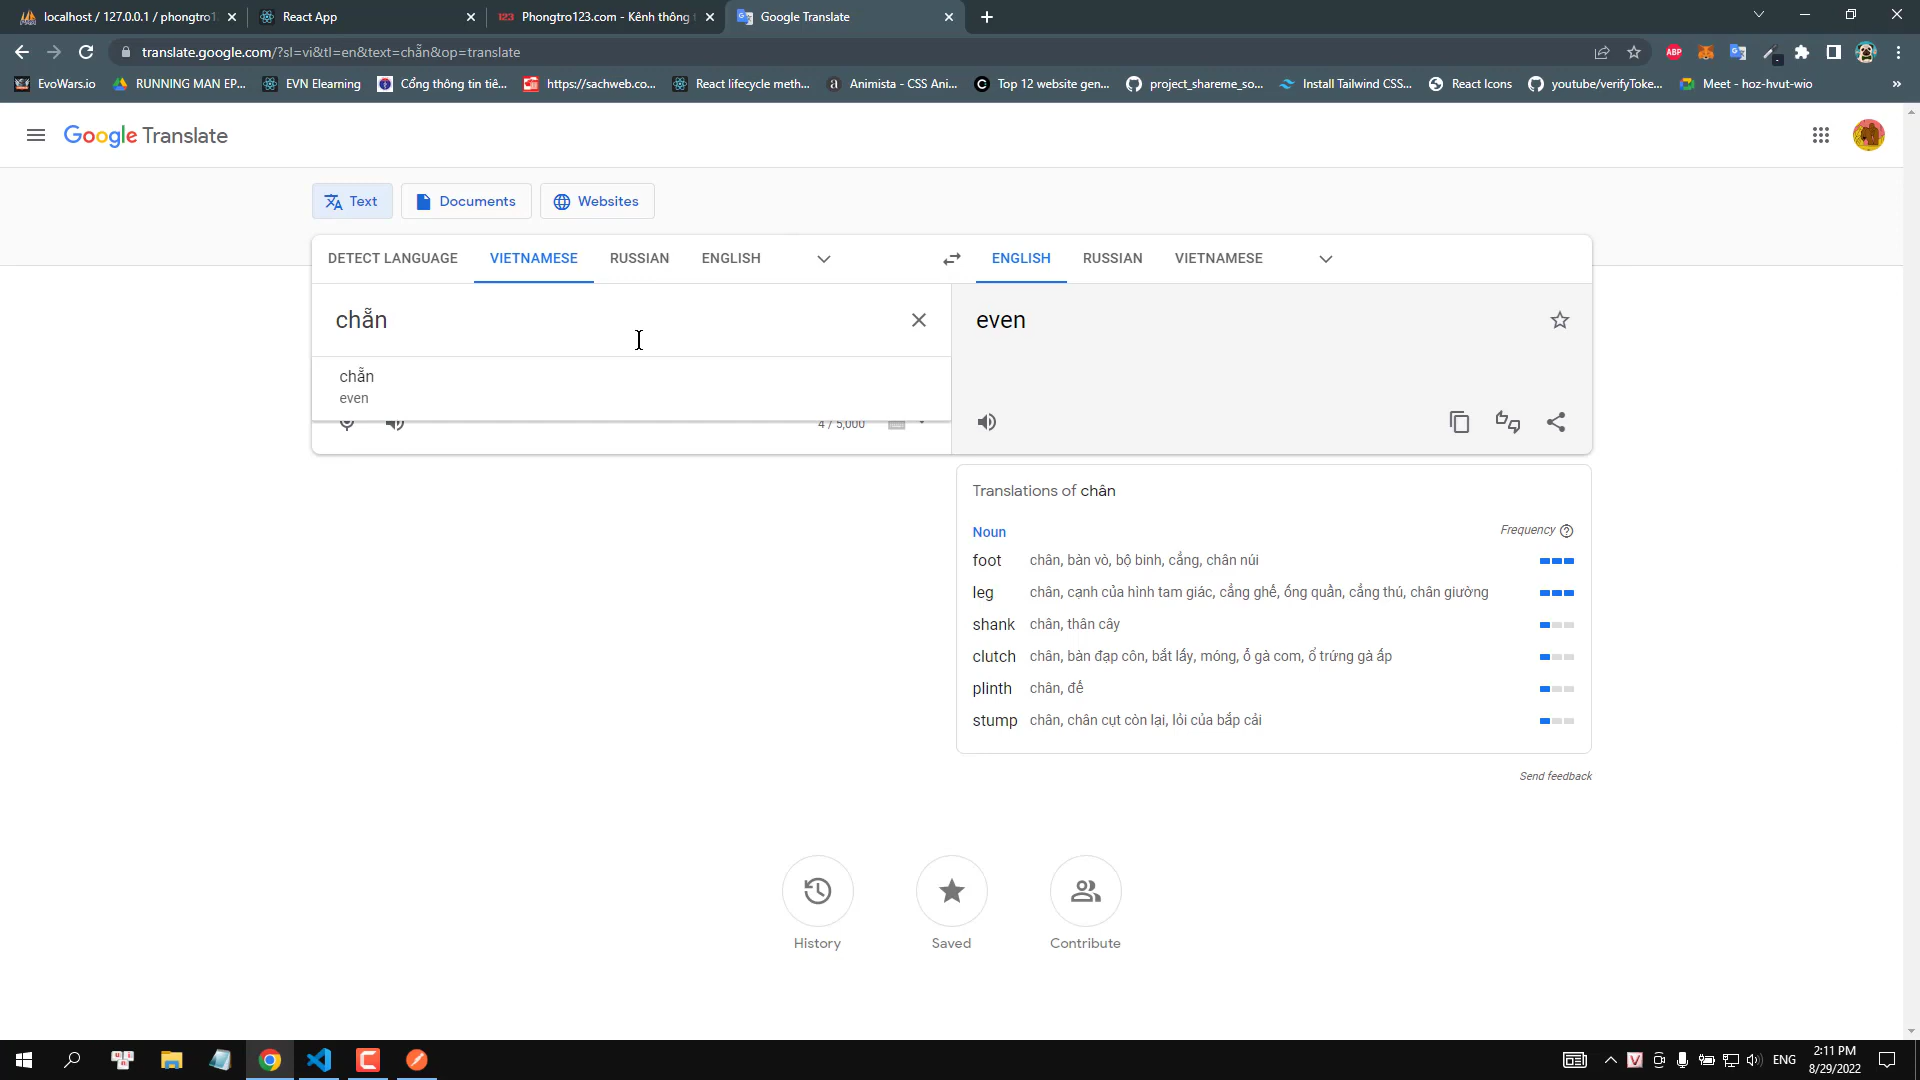 localhost / 127.0.0.1 / phongtro1
React App
Phongtro123.com - Kênh thông
Google Translate
translate.google.com/?sl=vi&tl=en&text=chẵn&op=translate
ABP
EvoWars.io
RUNNING MAN EP...
EVN Elearning
Cổng thông tin tiê...
https://sachweb.co...
React lifecycle meth...
Animista - CSS Ani...
Top 12 website gen...
project_shareme_so...
Install Tailwind CSS...
React Icons
youtube/verifyToke...
Meet - hoz-hvut-wio
Google Translate
Text
Documents
Websites
DETECT LANGUAGE
VIETNAMESE
RUSSIAN
ENGLISH
ENGLISH
RUSSIAN
VIETNAMESE
chẵn
even
chẵn
even
4 / 5,000
Translations of chân
Noun
Frequency
foot chân, bàn vò, bộ binh, cẳng, chân núi
leg chân, cạnh của hình tam giác, cẳng ghế, ống quần, cẳng thú, chân giường
shank chân, thân cây
clutch chân, bàn đạp côn, bắt lấy, móng, ổ gà com, ổ trứng gà ấp
plinth chân, đế
stump chân, chân cụt còn lại, lỏi của bắp cải
Send feedback
History
Saved
Contribute
ENG
2:11 PM
8/29/2022